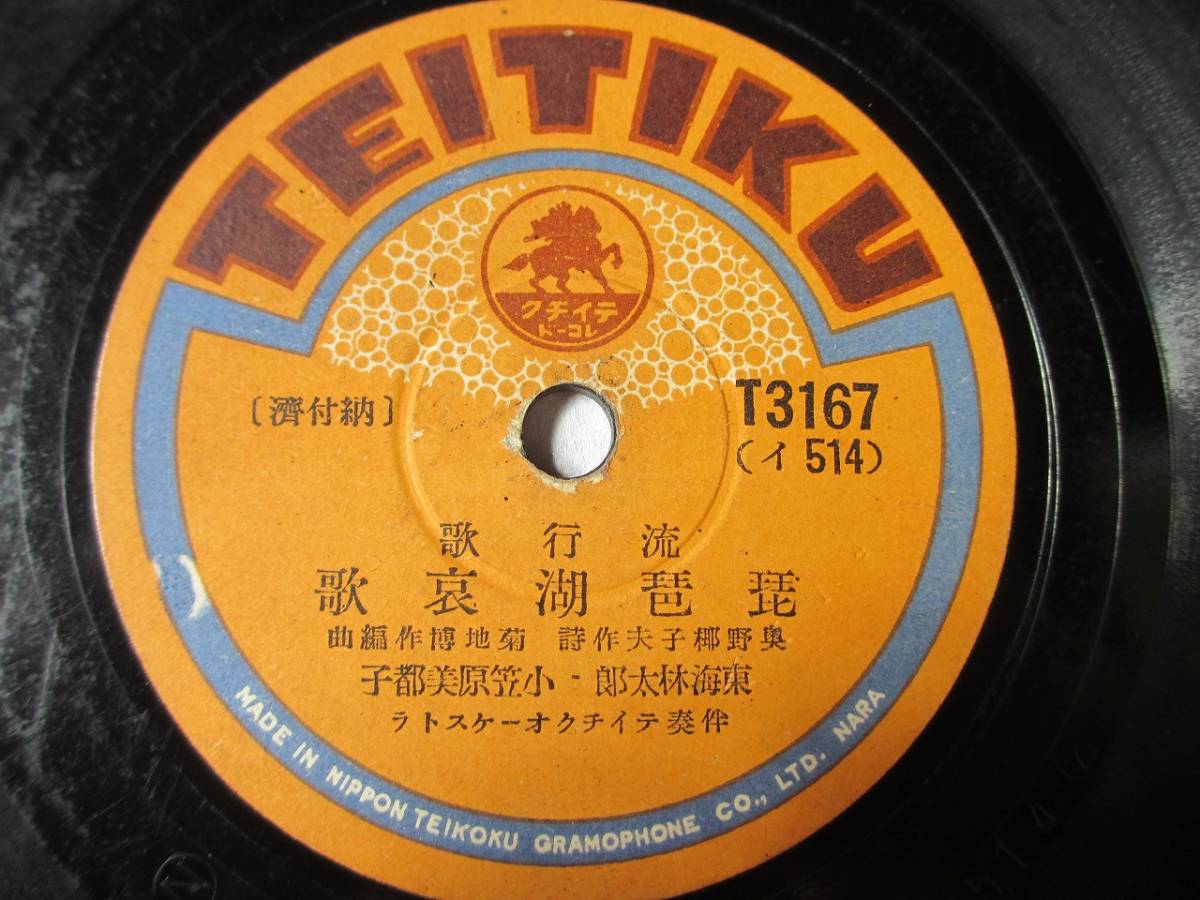 TEITIKU
テイチク
レコード
〔納付濟〕
T3167
(イ 514)
流行歌
琵琶湖哀歌
奥野椰子夫作詩 菊地博作編曲
東海林太郎 - 小笠原美都子
伴奏テイチクオーケストラ
MADE IN NIPPON TEIKOKU GRAMOPHONE CO., LTD. NARA